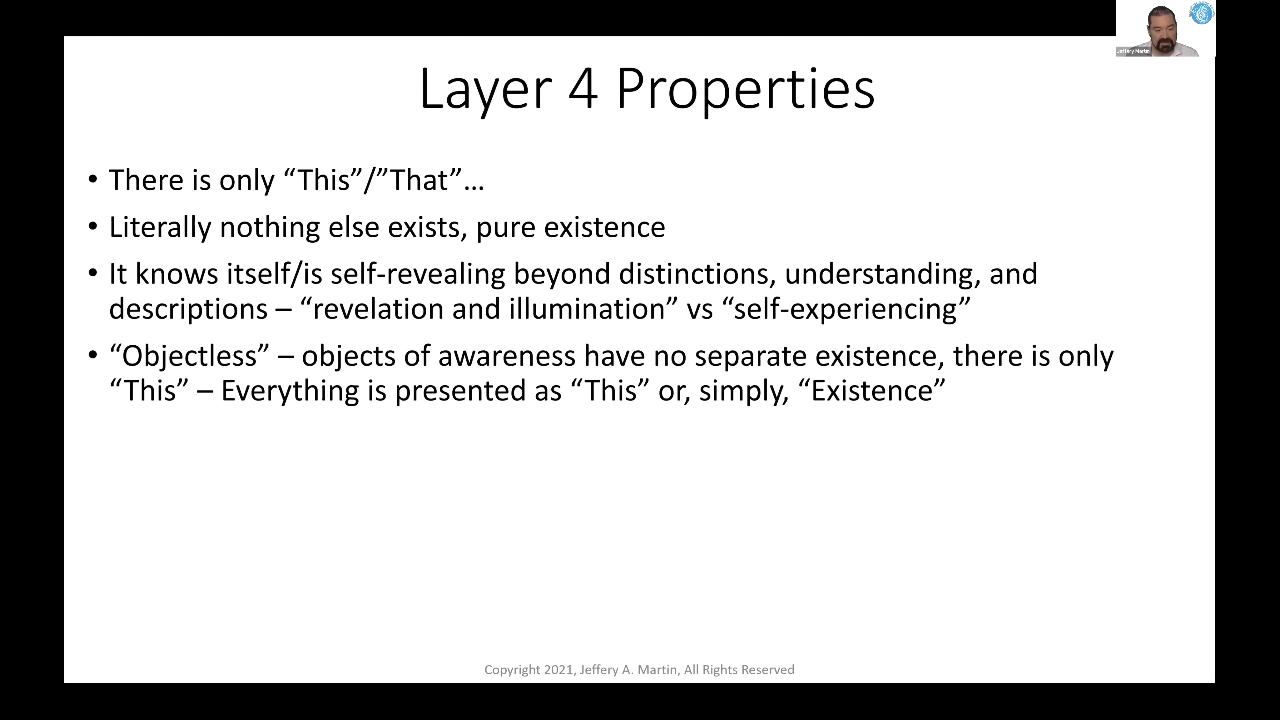 Jeffery Martin
Layer 4 Properties
• There is only “This”/”That”…
• Literally nothing else exists, pure existence
• It knows itself/is self-revealing beyond distinctions, understanding, and
descriptions – “revelation and illumination” vs “self-experiencing”
• “Objectless” – objects of awareness have no separate existence, there is only
“This” – Everything is presented as “This” or, simply, “Existence”
Copyright 2021, Jeffery A. Martin, All Rights Reserved